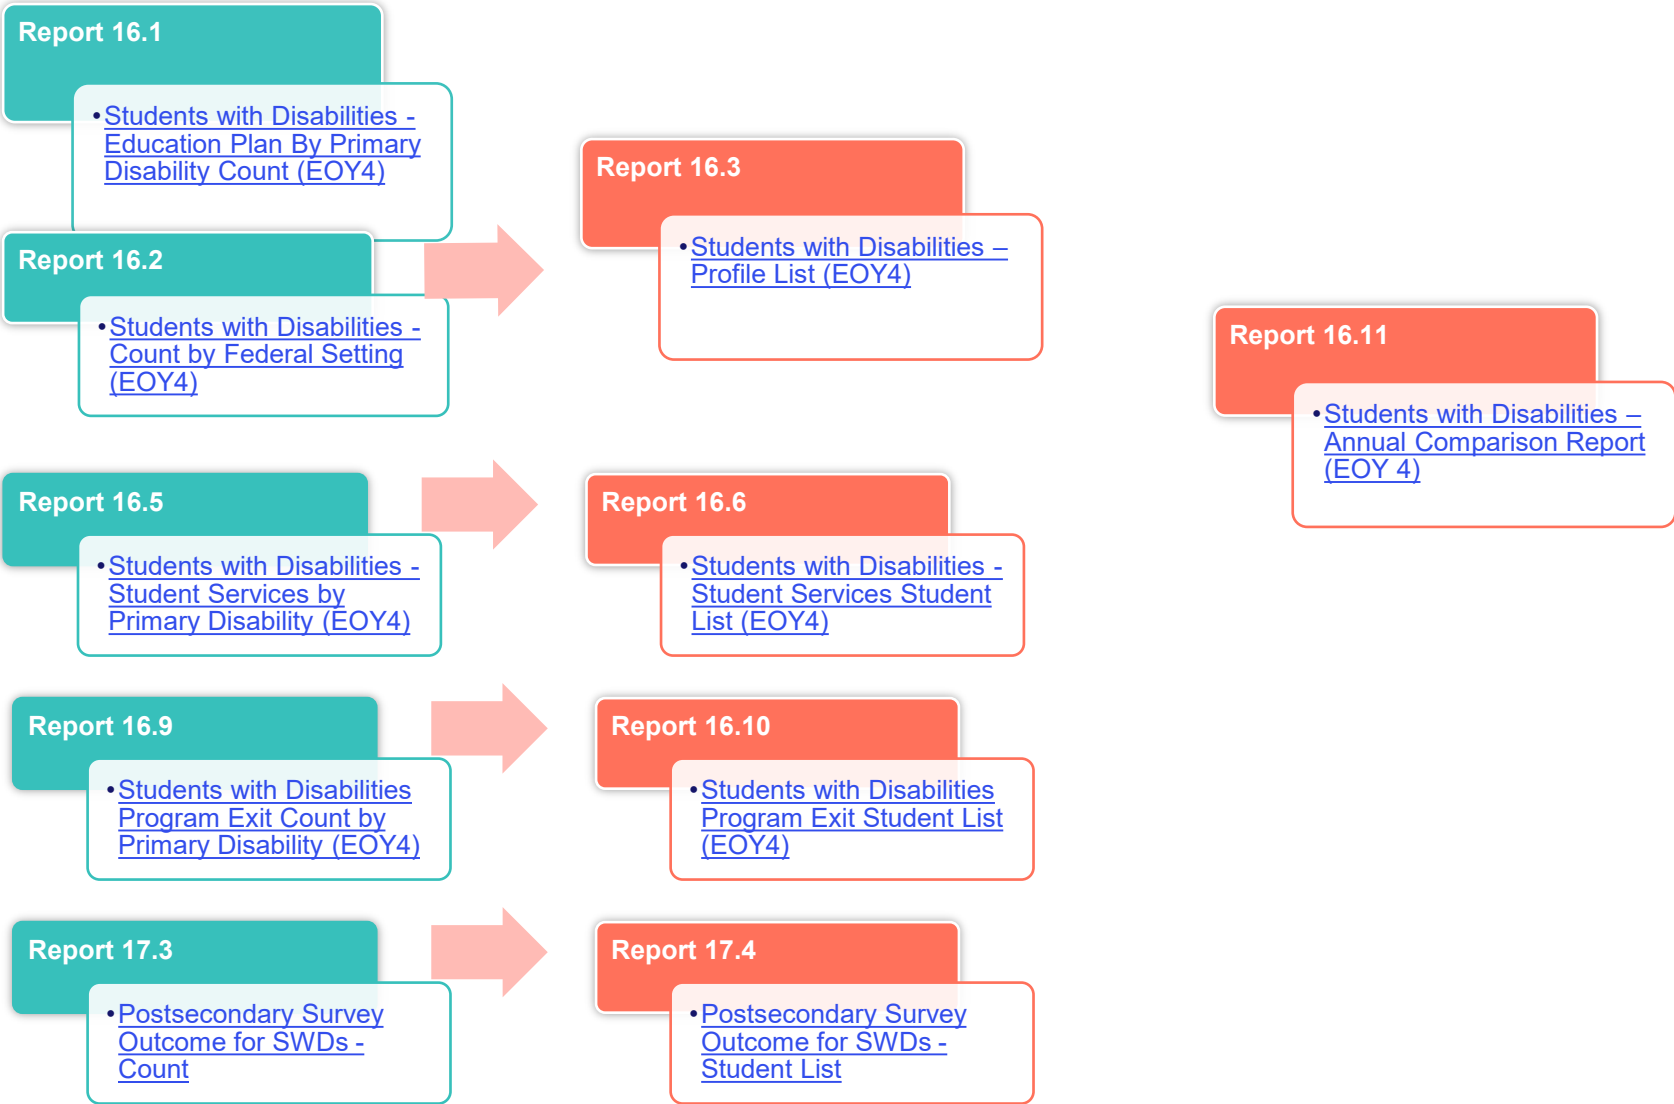 Report 16.1
•Students with Disabilities -
Education Plan By Primary
Disability Count (EOY4)
Report 16.2
•Students with Disabilities -
Count by Federal Setting
(EOY4)
Report 16.3
•Students with Disabilities –
Profile List (EOY4)
Report 16.5
•Students with Disabilities -
Student Services by
Primary Disability (EOY4)
Report 16.6
•Students with Disabilities -
Student Services Student
List (EOY4)
Report 16.9
•Students with Disabilities
Program Exit Count by
Primary Disability (EOY4)
Report 16.10
•Students with Disabilities
Program Exit Student List
(EOY4)
Report 17.3
•Postsecondary Survey
Outcome for SWDs -
Count
Report 17.4
•Postsecondary Survey
Outcome for SWDs -
Student List
Report 16.11
•Students with Disabilities –
Annual Comparison Report
(EOY 4)